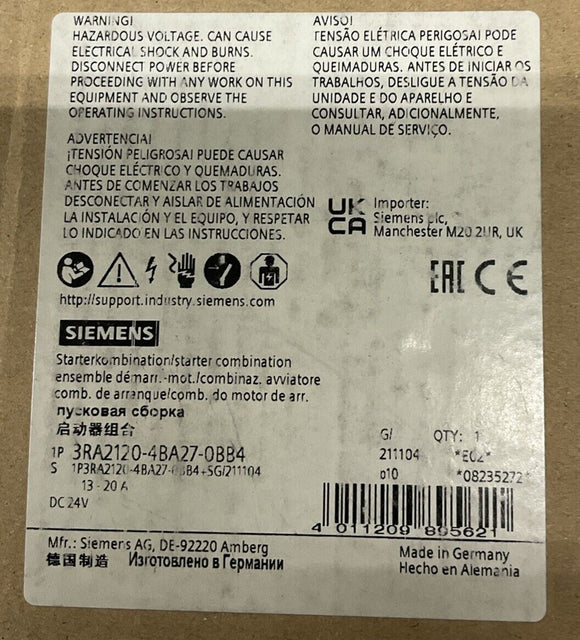 WARNING!
HAZARDOUS VOLTAGE. CAN CAUSE
ELECTRICAL SHOCK AND BURNS.
DISCONNECT POWER BEFORE
PROCEEDING WITH ANY WORK ON THIS
EQUIPMENT AND OBSERVE THE
OPERATING INSTRUCTIONS.
ADVERTENCIA!
¡TENSIÓN PELIGROSA! PUEDE CAUSAR
CHOQUE ELÉCTRICO Y QUEMADURAS.
ANTES DE COMENZAR LOS TRABAJOS
DESCONECTAR Y AISLAR DE ALIMENTACIÓN
LA INSTALACIÓN Y EL EQUIPO, Y RESPETAR
LO INDICADO EN LAS INSTRUCCIONES.
AVISO!
TENSÃO ELÉTRICA PERIGOSA! PODE
CAUSAR UM CHOQUE ELÉTRICO E
QUEIMADURAS. ANTES DE INICIAR OS
TRABALHOS, DESLIGUE A TENSÃO DA
UNIDADE E DO APARELHO E
CONSULTAR, ADICIONALMENTE,
O MANUAL DE SERVIÇO.
UK
CA
Importer:
Siemens plc,
Manchester M20 2UR, UK
EAC CE
http://support.industry.siemens.com
SIEMENS
Starterkombination/starter combination
ensemble démarr.-mot./combinaz. avviatore
comb. de arranque/comb. do motor de arr.
пусковая сборка
启动器组合
1P 3RA2120-4BA27-0BB4
S 1P3RA2120-4BA27-0BB4+SG/211104
13 - 20 A
DC 24V
G/ QTY: 1
211104 *E02*
010 *08235272*
4 011209 895621
Mfr.: Siemens AG, DE-92220 Amberg
德国制造 Изготовлено в Германии
Made in Germany
Hecho en Alemania